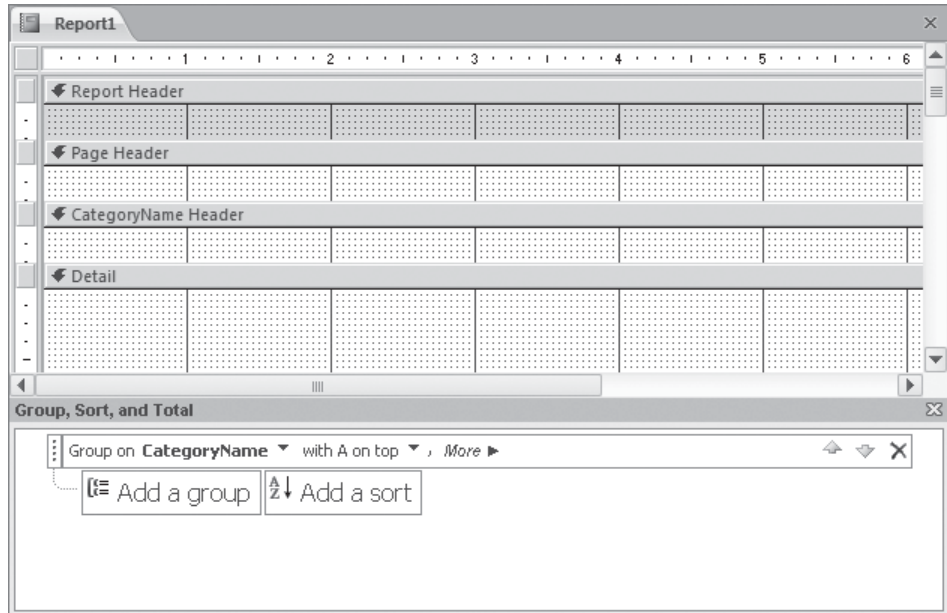 Report1
1 2 3 4 5 6
Report Header
Page Header
CategoryName Header
Detail
Group, Sort, and Total
Group on CategoryName with A on top , More
Add a group A Z Add a sort